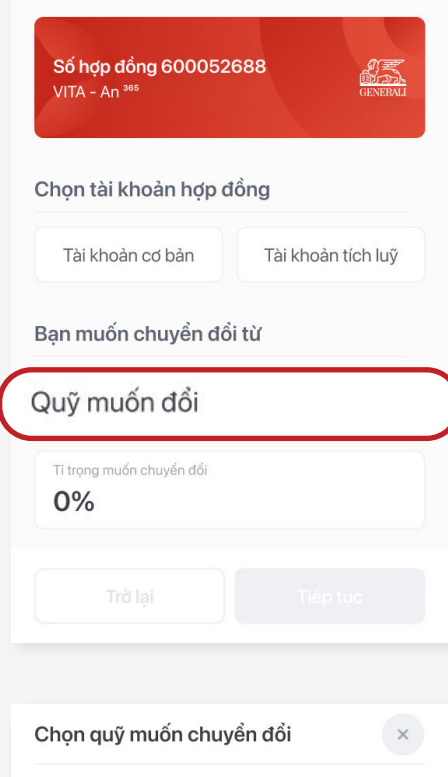 Số hợp đồng 600052688
VITA - An 365
GENERALI
Chọn tài khoản hợp đồng
Tài khoản cơ bản
Tài khoản tích luỹ
Bạn muốn chuyển đổi từ
Quỹ muốn đổi
Tỉ trọng muốn chuyển đổi
0%
Trở lại
Tiếp tục
Chọn quỹ muốn chuyển đổi